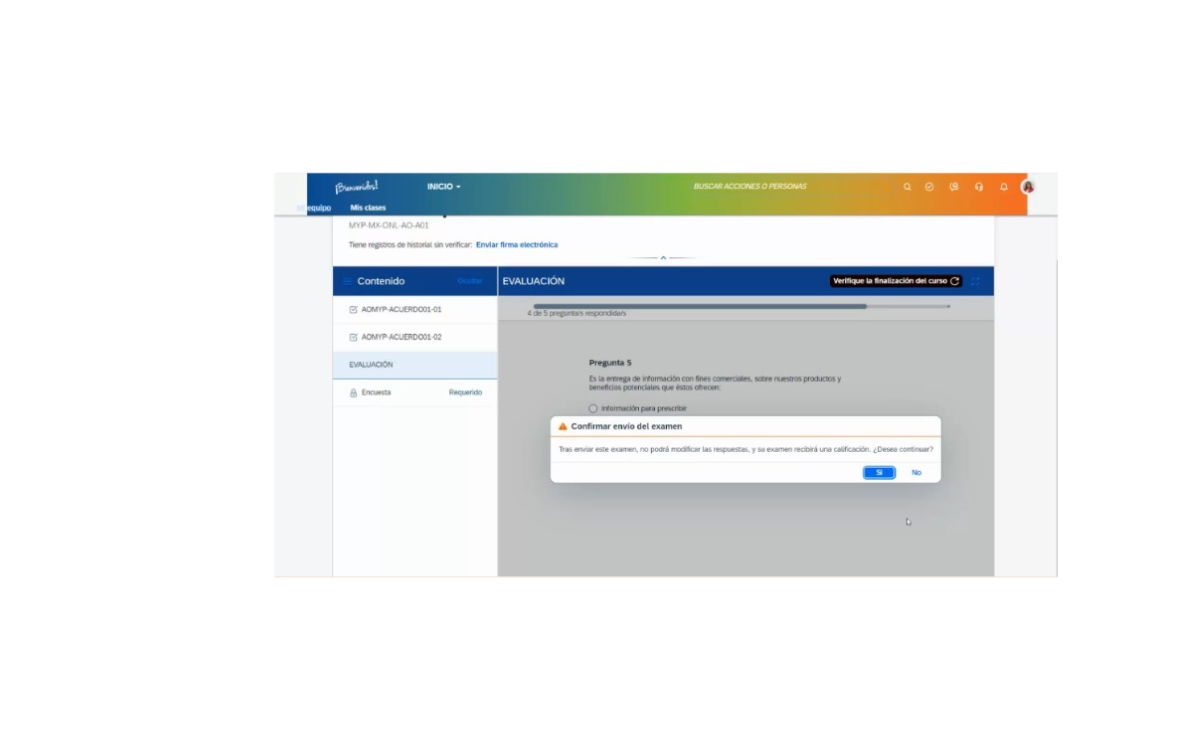 ¡Bienvenidos!
INICIO
BUSCAR ACCIONES O PERSONAS
equipo
Mis clases
MYP-MX-ONL-AO-A01
Tiene registros de historial sin verificar: Enviar firma electrónica
Contenido
Ocultar
EVALUACIÓN
Verifique la finalización del curso
AOMYP-ACUERDO01-01
4 de 5 pregunta/s respondida/s
AOMYP-ACUERDO01-02
EVALUACIÓN
Encuesta
Requerido
Pregunta 5
Es la entrega de información con fines comerciales, sobre nuestros productos y
beneficios potenciales que éstos ofrecen:
Información para prescribir
Confirmar envío del examen
Tras enviar este examen, no podrá modificar las respuestas, y su examen recibirá una calificación. ¿Desea continuar?
Sí
No